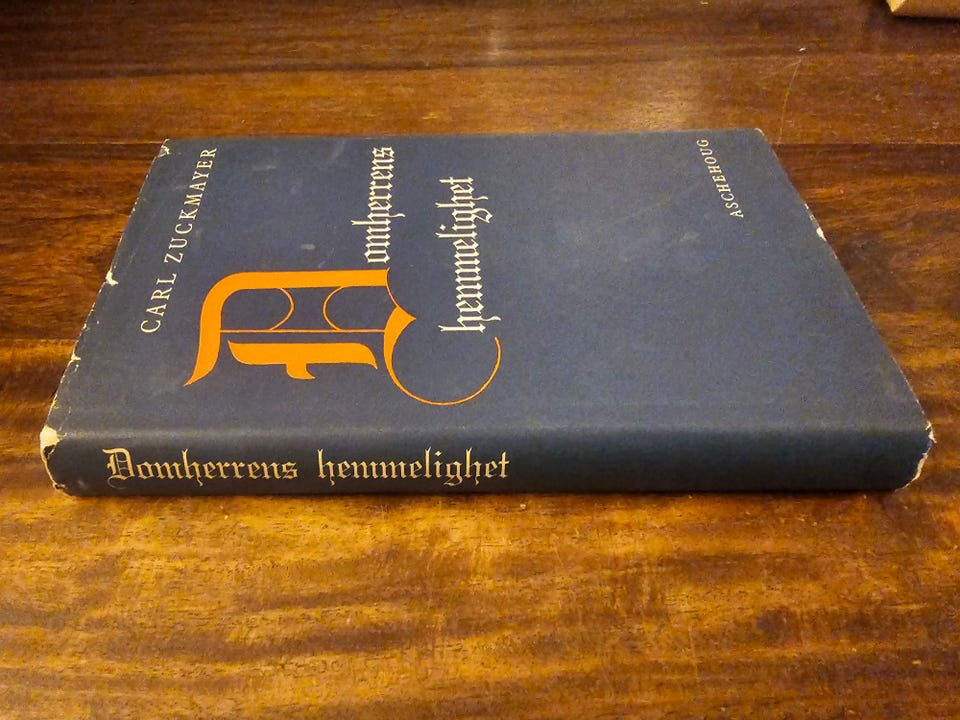 CARL ZUCKMAYER
Domherrens
hemmelighet
ASCHEHOUG
Domherrens hemmelighet